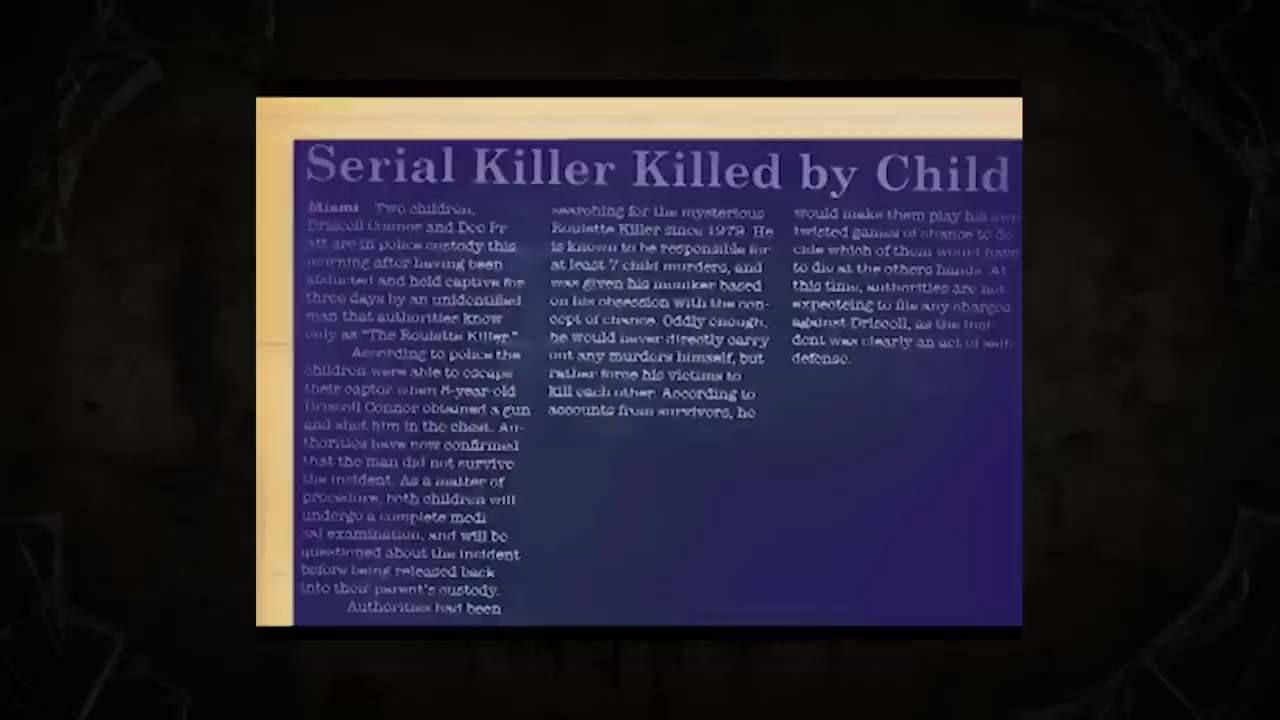 Serial Killer Killed by Child
Miami Two children,
Driscoll Connor and Dee Pr
att are in police custody this
morning after having been
abducted and held captive for
three days by an unidentified
man that authorities know
only as "The Roulette Killer."
According to police the
children were able to escape
their captor when 8-year-old
Driscoll Connor obtained a gun
and shot him in the chest. Au-
thorities have now confirmed
that the man did not survive
the incident. As a matter of
procedure, both children will
undergo a complete medi
cal examination, and will be
questioned about the incident
before being released back
into their parent's custody.
Authorities had been
searching for the mysterious
Roulette Killer since 1979. He
is known to be responsible for
at least 7 child murders, and
was given his moniker based
on his obsession with the con-
cept of chance. Oddly enough,
he would never directly carry
out any murders himself, but
rather force his victims to
kill each other. According to
accounts from survivors, he
would make them play his own
twisted games of chance to de
cide which of them would have
to die at the others hands. At
this time, authorities are not
expecteing to file any charges
against Driscoll, as the inci-
dent was clearly an act of self-
defense.